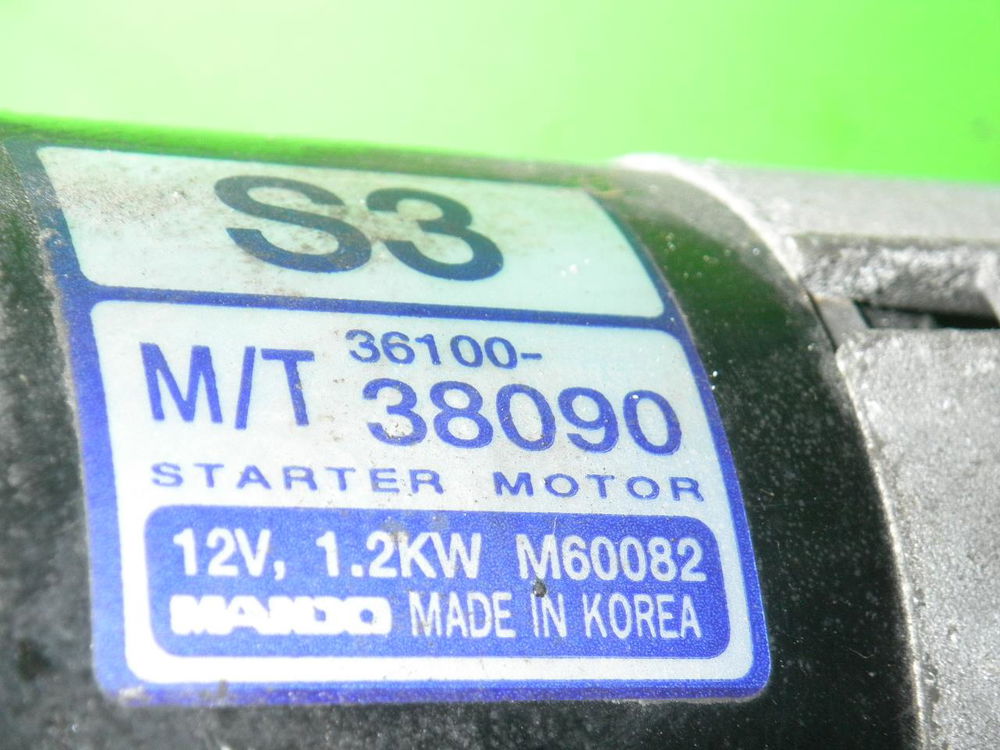 S3
M/T 36100-
38090
STARTER MOTOR
12V, 1.2KW M60082
MANDO MADE IN KOREA